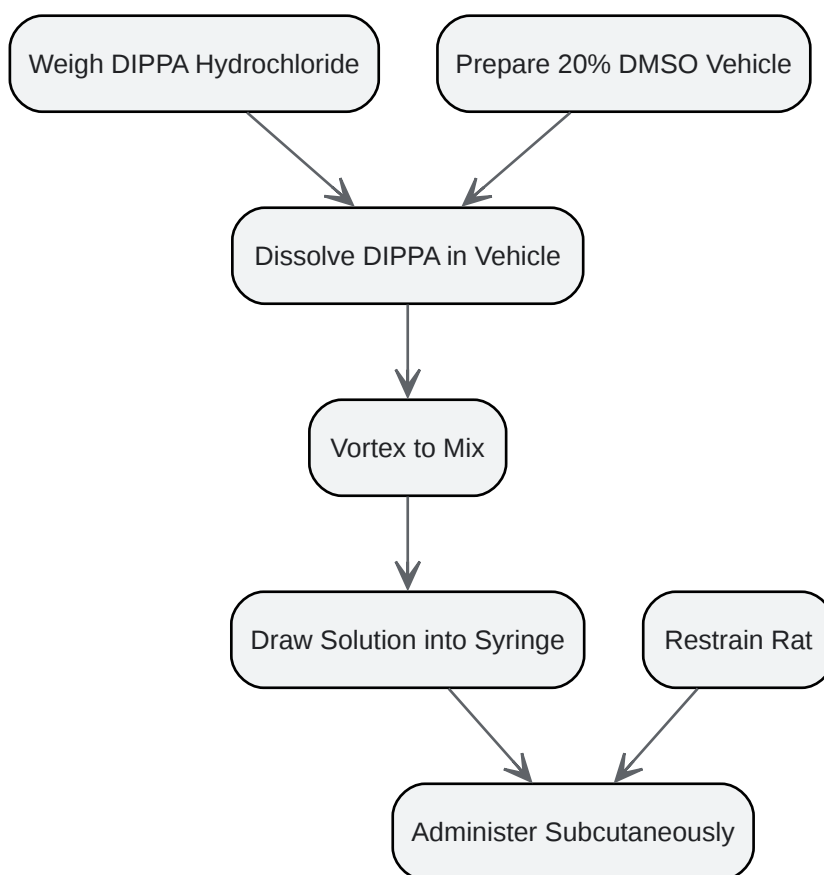 Weigh DIPPA Hydrochloride
Prepare 20% DMSO Vehicle
Dissolve DIPPA in Vehicle
Vortex to Mix
Draw Solution into Syringe
Restrain Rat
Administer Subcutaneously